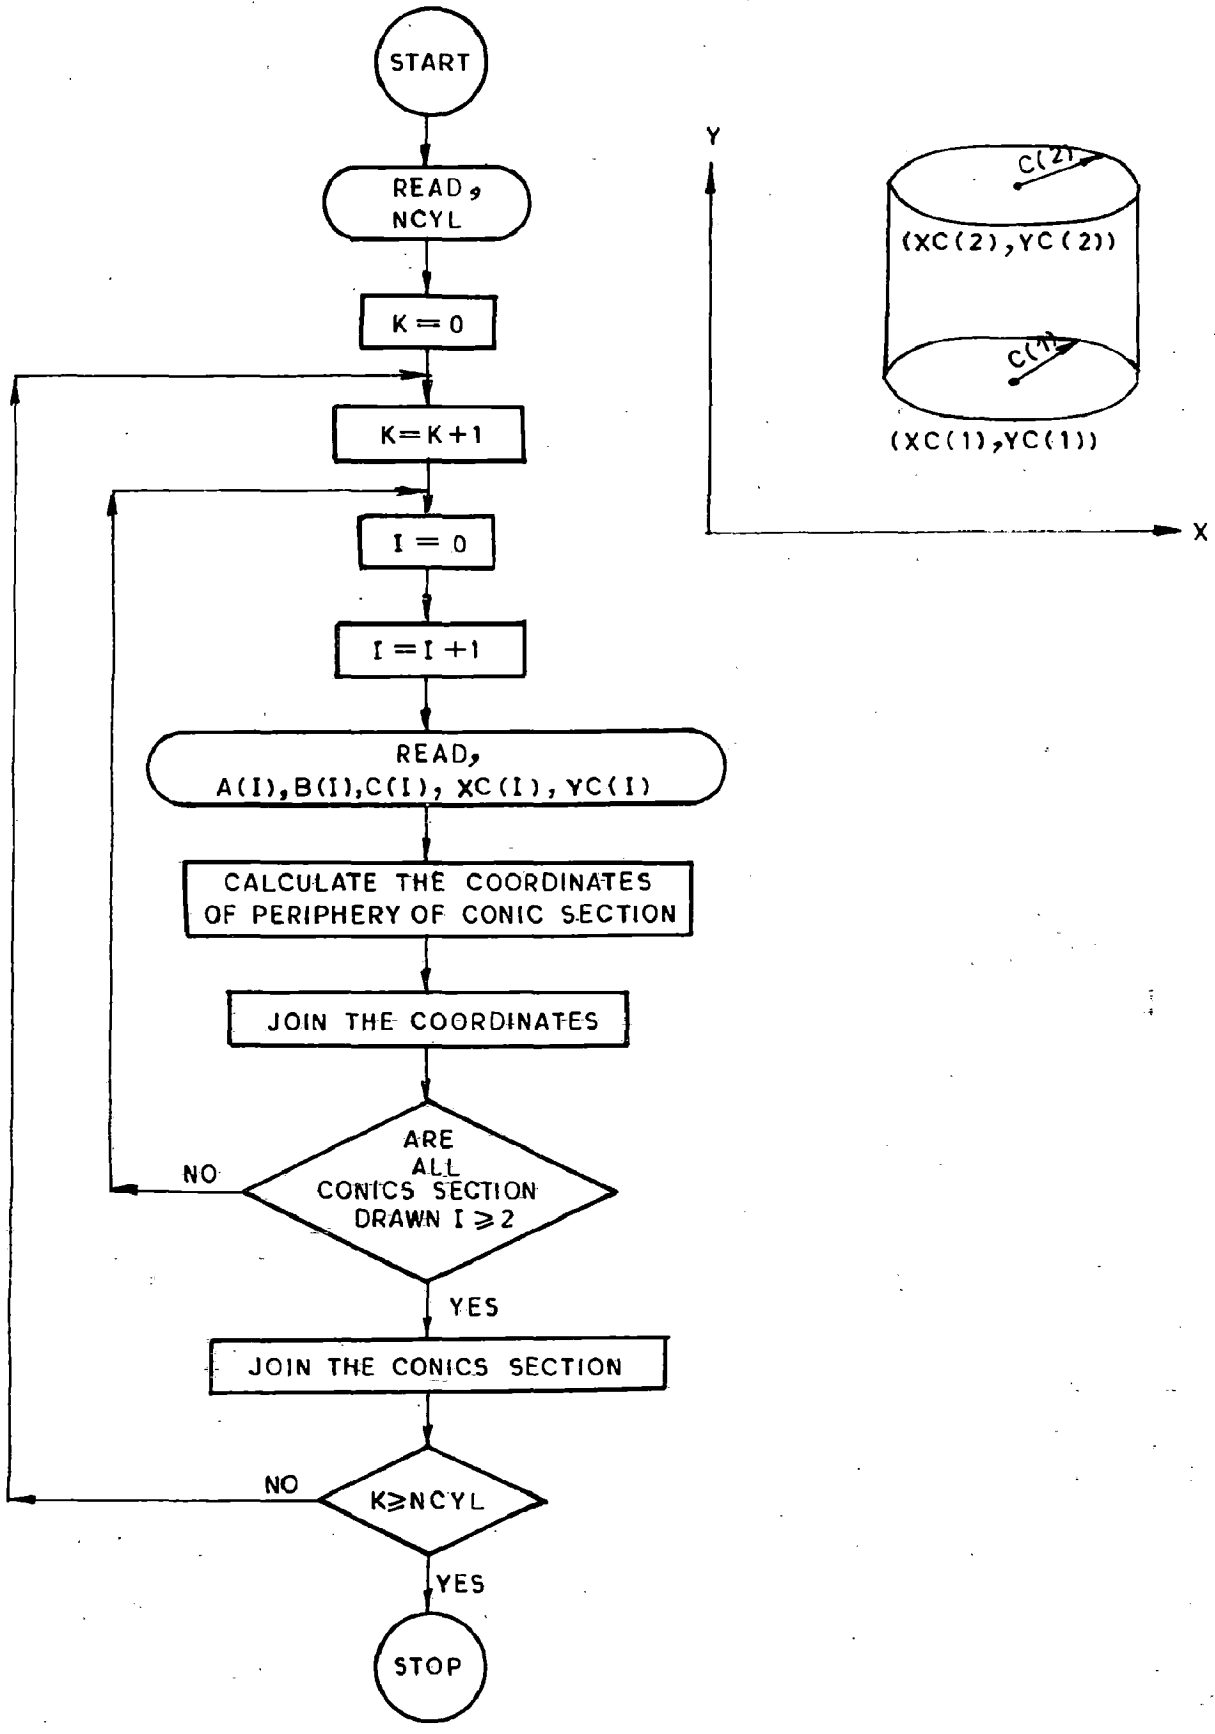 START
READ,
NCYL
K = 0
K = K + 1
I = 0
I = I + 1
READ,
A(I), B(I), C(I), XC(I), YC(I)
CALCULATE THE COORDINATES
OF PERIPHERY OF CONIC SECTION
JOIN THE COORDINATES
ARE
ALL
CONICS SECTION
DRAWN I ⩾ 2
NO
YES
JOIN THE CONICS SECTION
K ⩾ NCYL
NO
YES
STOP
Y
C(2)
(XC(2), YC(2))
C(1)
(XC(1), YC(1))
X